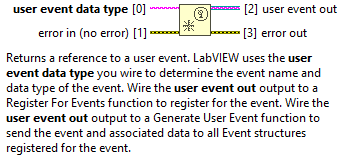 user event data type [0] [2] user event out
error in (no error) [1] [3] error out
Returns a reference to a user event. LabVIEW uses the user
event data type you wire to determine the event name and
data type of the event. Wire the user event out output to a
Register For Events function to register for the event. Wire the
user event out output to a Generate User Event function to
send the event and associated data to all Event structures
registered for the event.